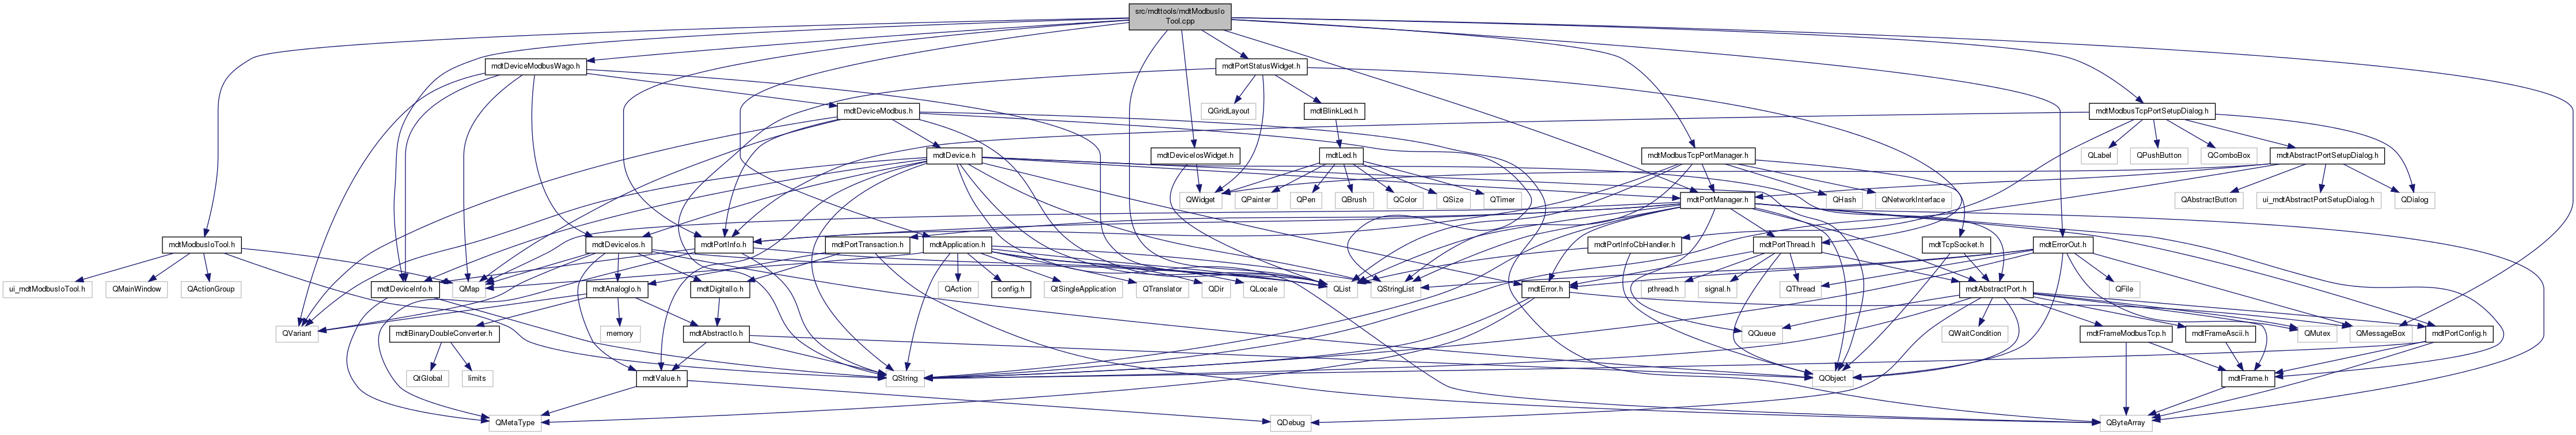 src/mdttools/mdtModbusIo
Tool.cpp
mdtDeviceModbusWago.h
mdtPortStatusWidget.h
QGridLayout
mdtBlinkLed.h
mdtDeviceModbus.h
mdtModbusTcpPortSetupDialog.h
mdtDevice.h
mdtDeviceIosWidget.h
mdtLed.h
mdtModbusTcpPortManager.h
QLabel
QPushButton
QComboBox
mdtAbstractPortSetupDialog.h
QWidget
QPainter
QPen
QBrush
QColor
QSize
QTimer
mdtPortManager.h
QHash
QNetworkInterface
QAbstractButton
ui_mdtAbstractPortSetupDialog.h
QDialog
mdtModbusIoTool.h
mdtDeviceIos.h
mdtPortInfo.h
mdtPortTransaction.h
mdtApplication.h
mdtPortInfoCbHandler.h
mdtPortThread.h
mdtTcpSocket.h
mdtErrorOut.h
ui_mdtModbusIoTool.h
QMainWindow
QActionGroup
mdtDeviceInfo.h
QMap
mdtAnalogIo.h
mdtDigitalIo.h
QAction
config.h
QtSingleApplication
QTranslator
QDir
QLocale
QList
QStringList
mdtError.h
pthread.h
signal.h
QThread
mdtAbstractPort.h
QFile
QVariant
mdtBinaryDoubleConverter.h
memory
mdtAbstractIo.h
QQueue
QWaitCondition
mdtFrameModbusTcp.h
mdtFrameAscii.h
QMutex
QMessageBox
mdtPortConfig.h
QtGlobal
limits
mdtValue.h
QString
QObject
mdtFrame.h
QMetaType
QDebug
QByteArray